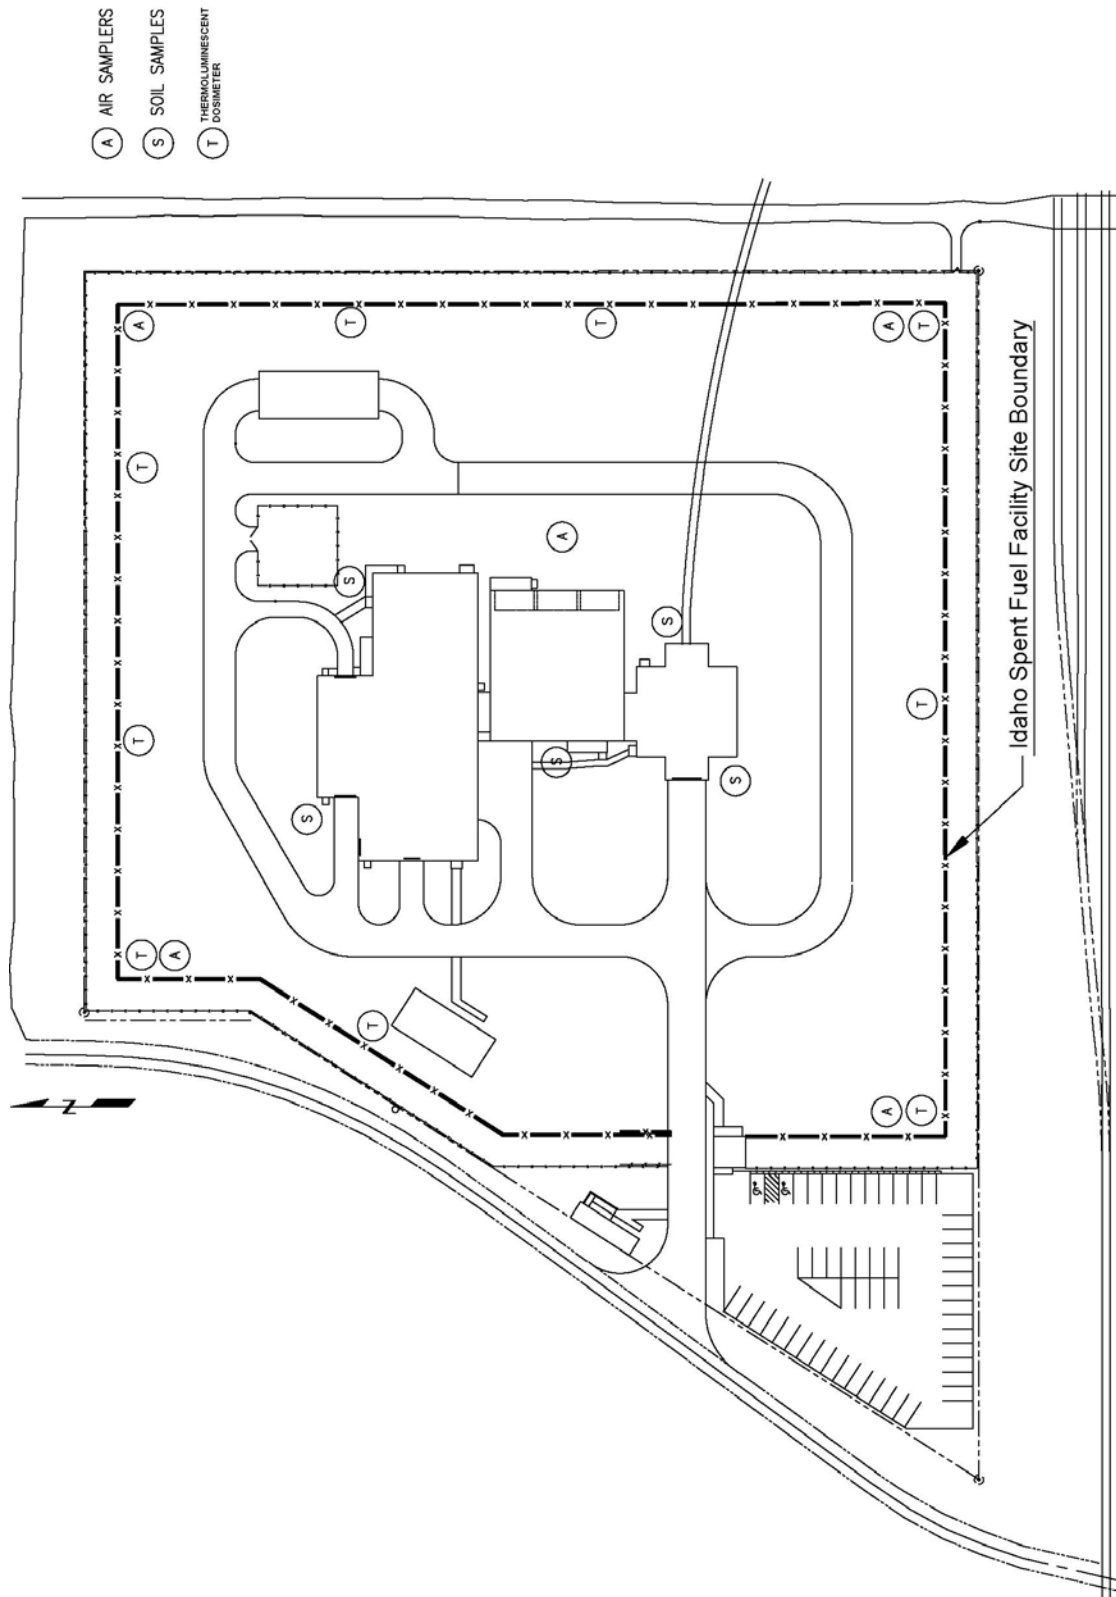 A AIR SAMPLERS
S SOIL SAMPLES
T THERMOLUMINESCENT
DOSIMETER
N
T
T
T
A
A
S
S
T
T
S
A
T
S
S
A
A
T
T
T
Idaho Spent Fuel Facility Site Boundary